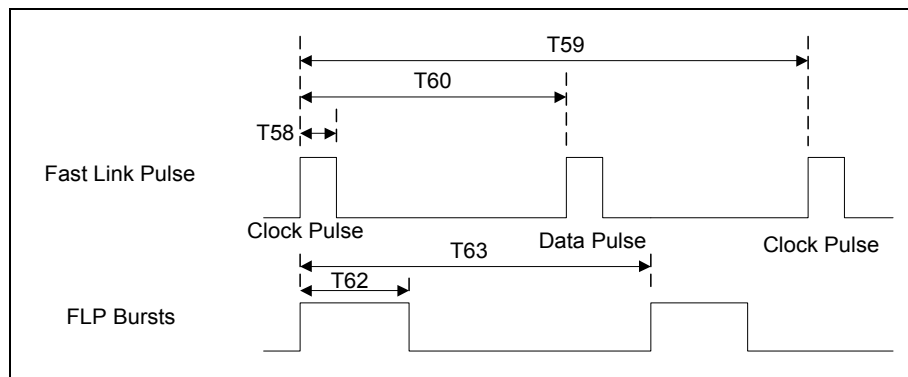 T59
T60
T58
Fast Link Pulse
Clock Pulse
Data Pulse
Clock Pulse
T63
T62
FLP Bursts